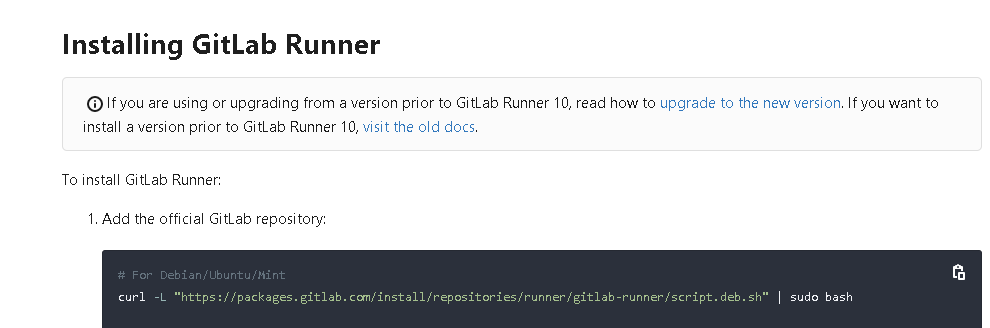 Installing GitLab Runner
If you are using or upgrading from a version prior to GitLab Runner 10, read how to upgrade to the new version. If you want to
install a version prior to GitLab Runner 10, visit the old docs.
To install GitLab Runner:
1. Add the official GitLab repository:
# For Debian/Ubuntu/Mint
curl -L "https://packages.gitlab.com/install/repositories/runner/gitlab-runner/script.deb.sh" | sudo bash